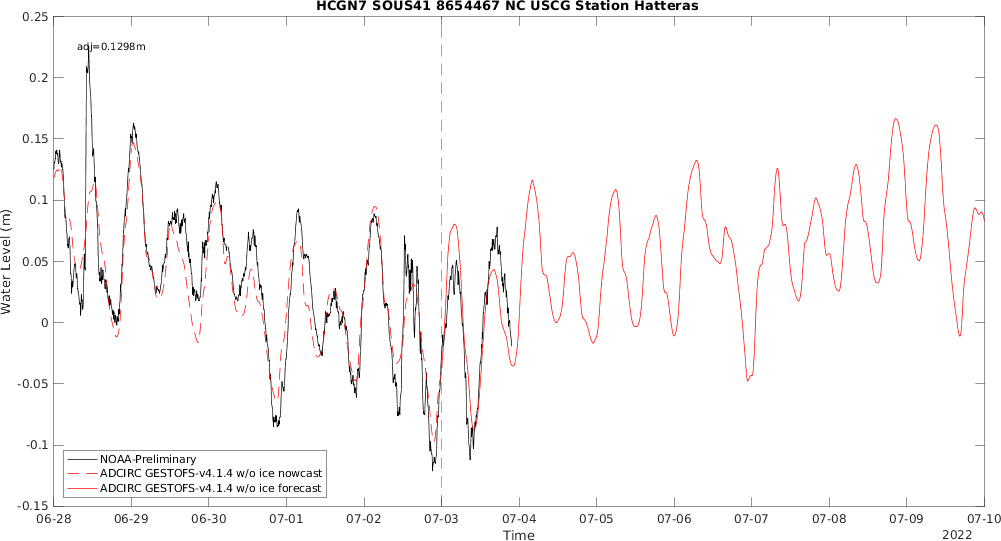 HCGN7 SOUS41 8654467 NC USCG Station Hatteras
adj=0.1298m
0.25
0.2
0.15
0.1
0.05
0
-0.05
-0.1
-0.15
Water Level (m)
NOAA-Preliminary
ADCIRC GESTOFS-v4.1.4 w/o ice nowcast
ADCIRC GESTOFS-v4.1.4 w/o ice forecast
06-28 06-29 06-30 07-01 07-02 07-03 07-04 07-05 07-06 07-07 07-08 07-09 07-10
Time
2022